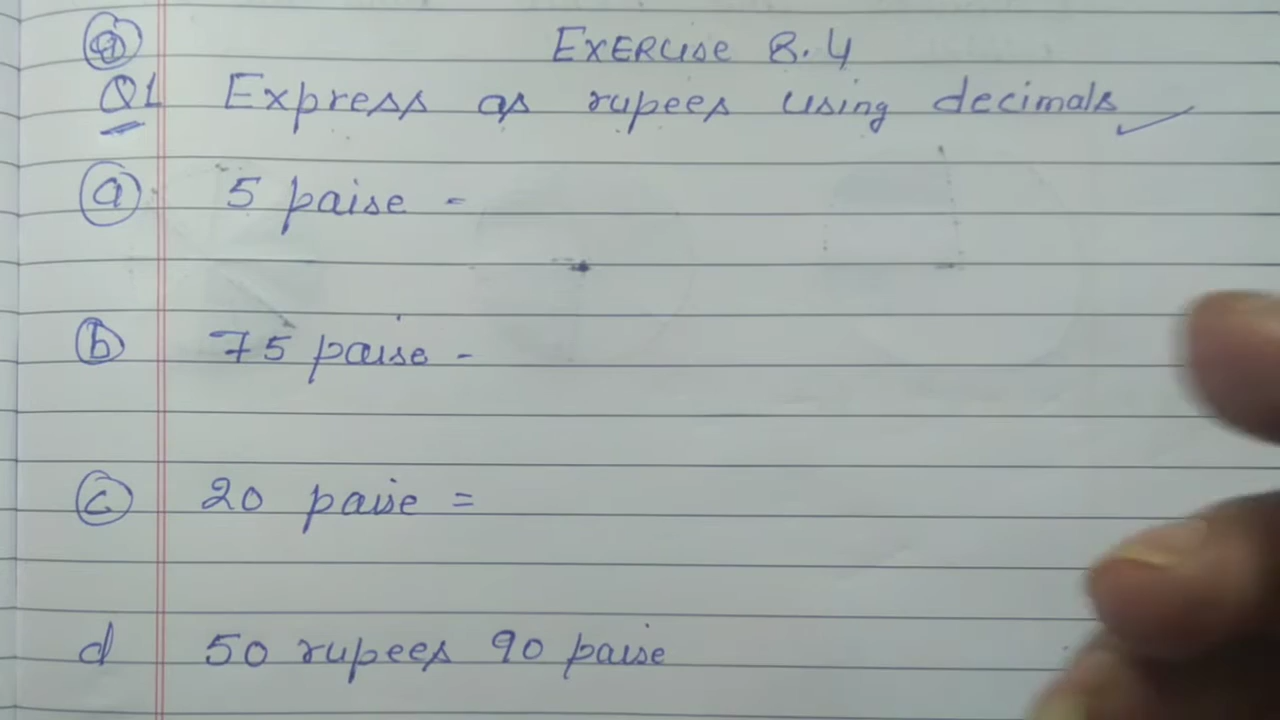 EXERCISE 8.4
Q1 Express as rupees using decimals
a 5 paise -
b 75 paise -
c 20 paise =
d 50 rupees 90 paise